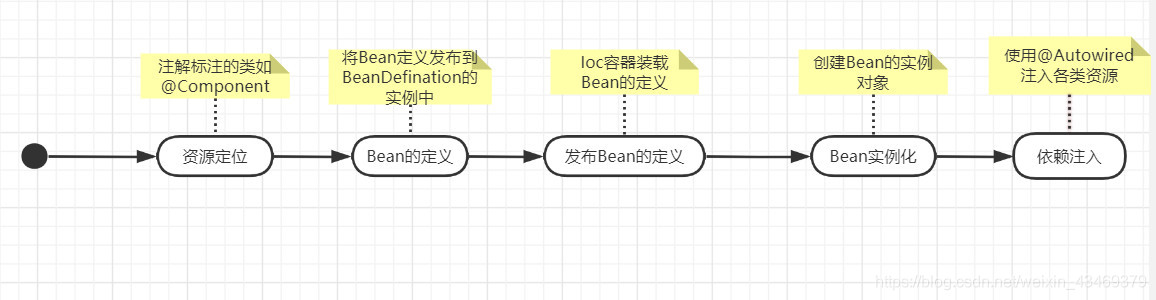 注解标注的类如
@Component
将Bean定义发布到
BeanDefination的
实例中
Ioc容器装载
Bean的定义
创建Bean的实例
对象
使用@Autowired
注入各类资源
资源定位
Bean的定义
发布Bean的定义
Bean实例化
依赖注入
https://blog.csdn.net/weixin_43469379